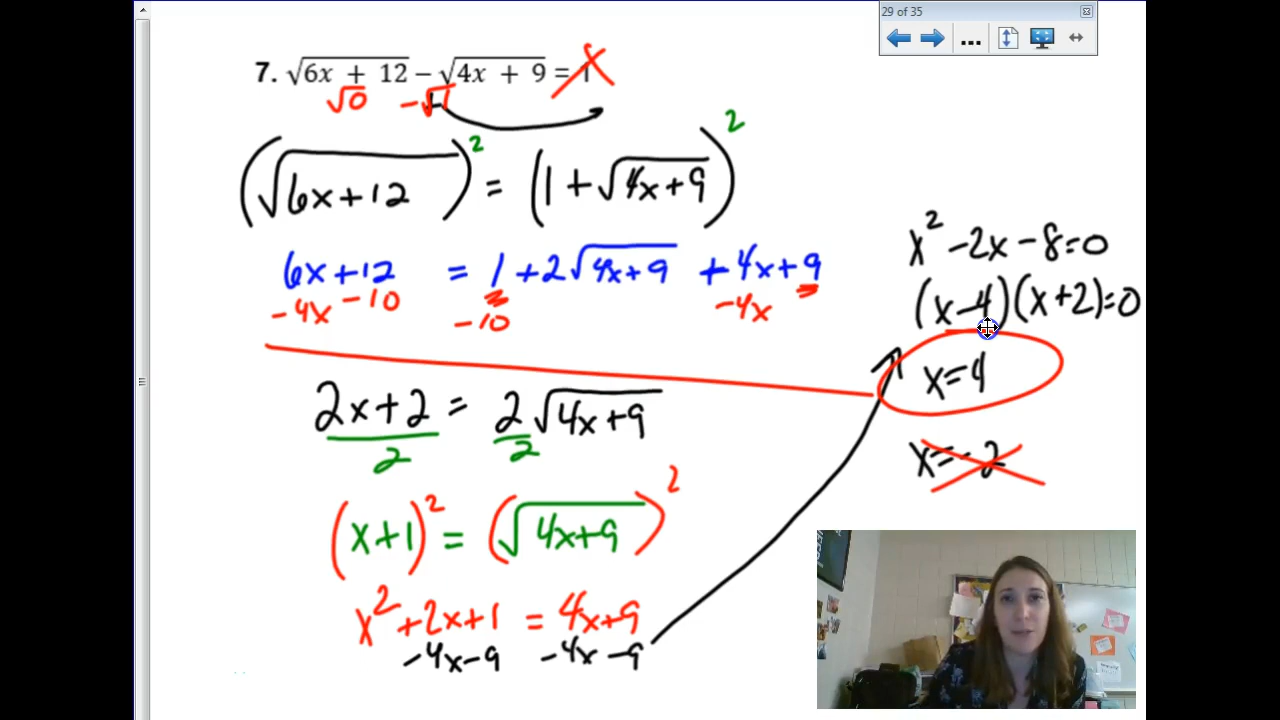 29 of 35
7. √6x + 12 − √4x + 9 = 1
√0 −√1
(√6x+12)² = (1 + √4x+9)²
6x+12 = 1 + 2√4x+9 + 4x+9
-4x -10 -10 -4x
2x+2 = 2√4x+9
2 2
(x+1)² = (√4x+9)²
x² +2x+1 = 4x+9
-4x-9 -4x-9
x² -2x -8=0
(x-4)(x+2)=0
x=4
x=-2